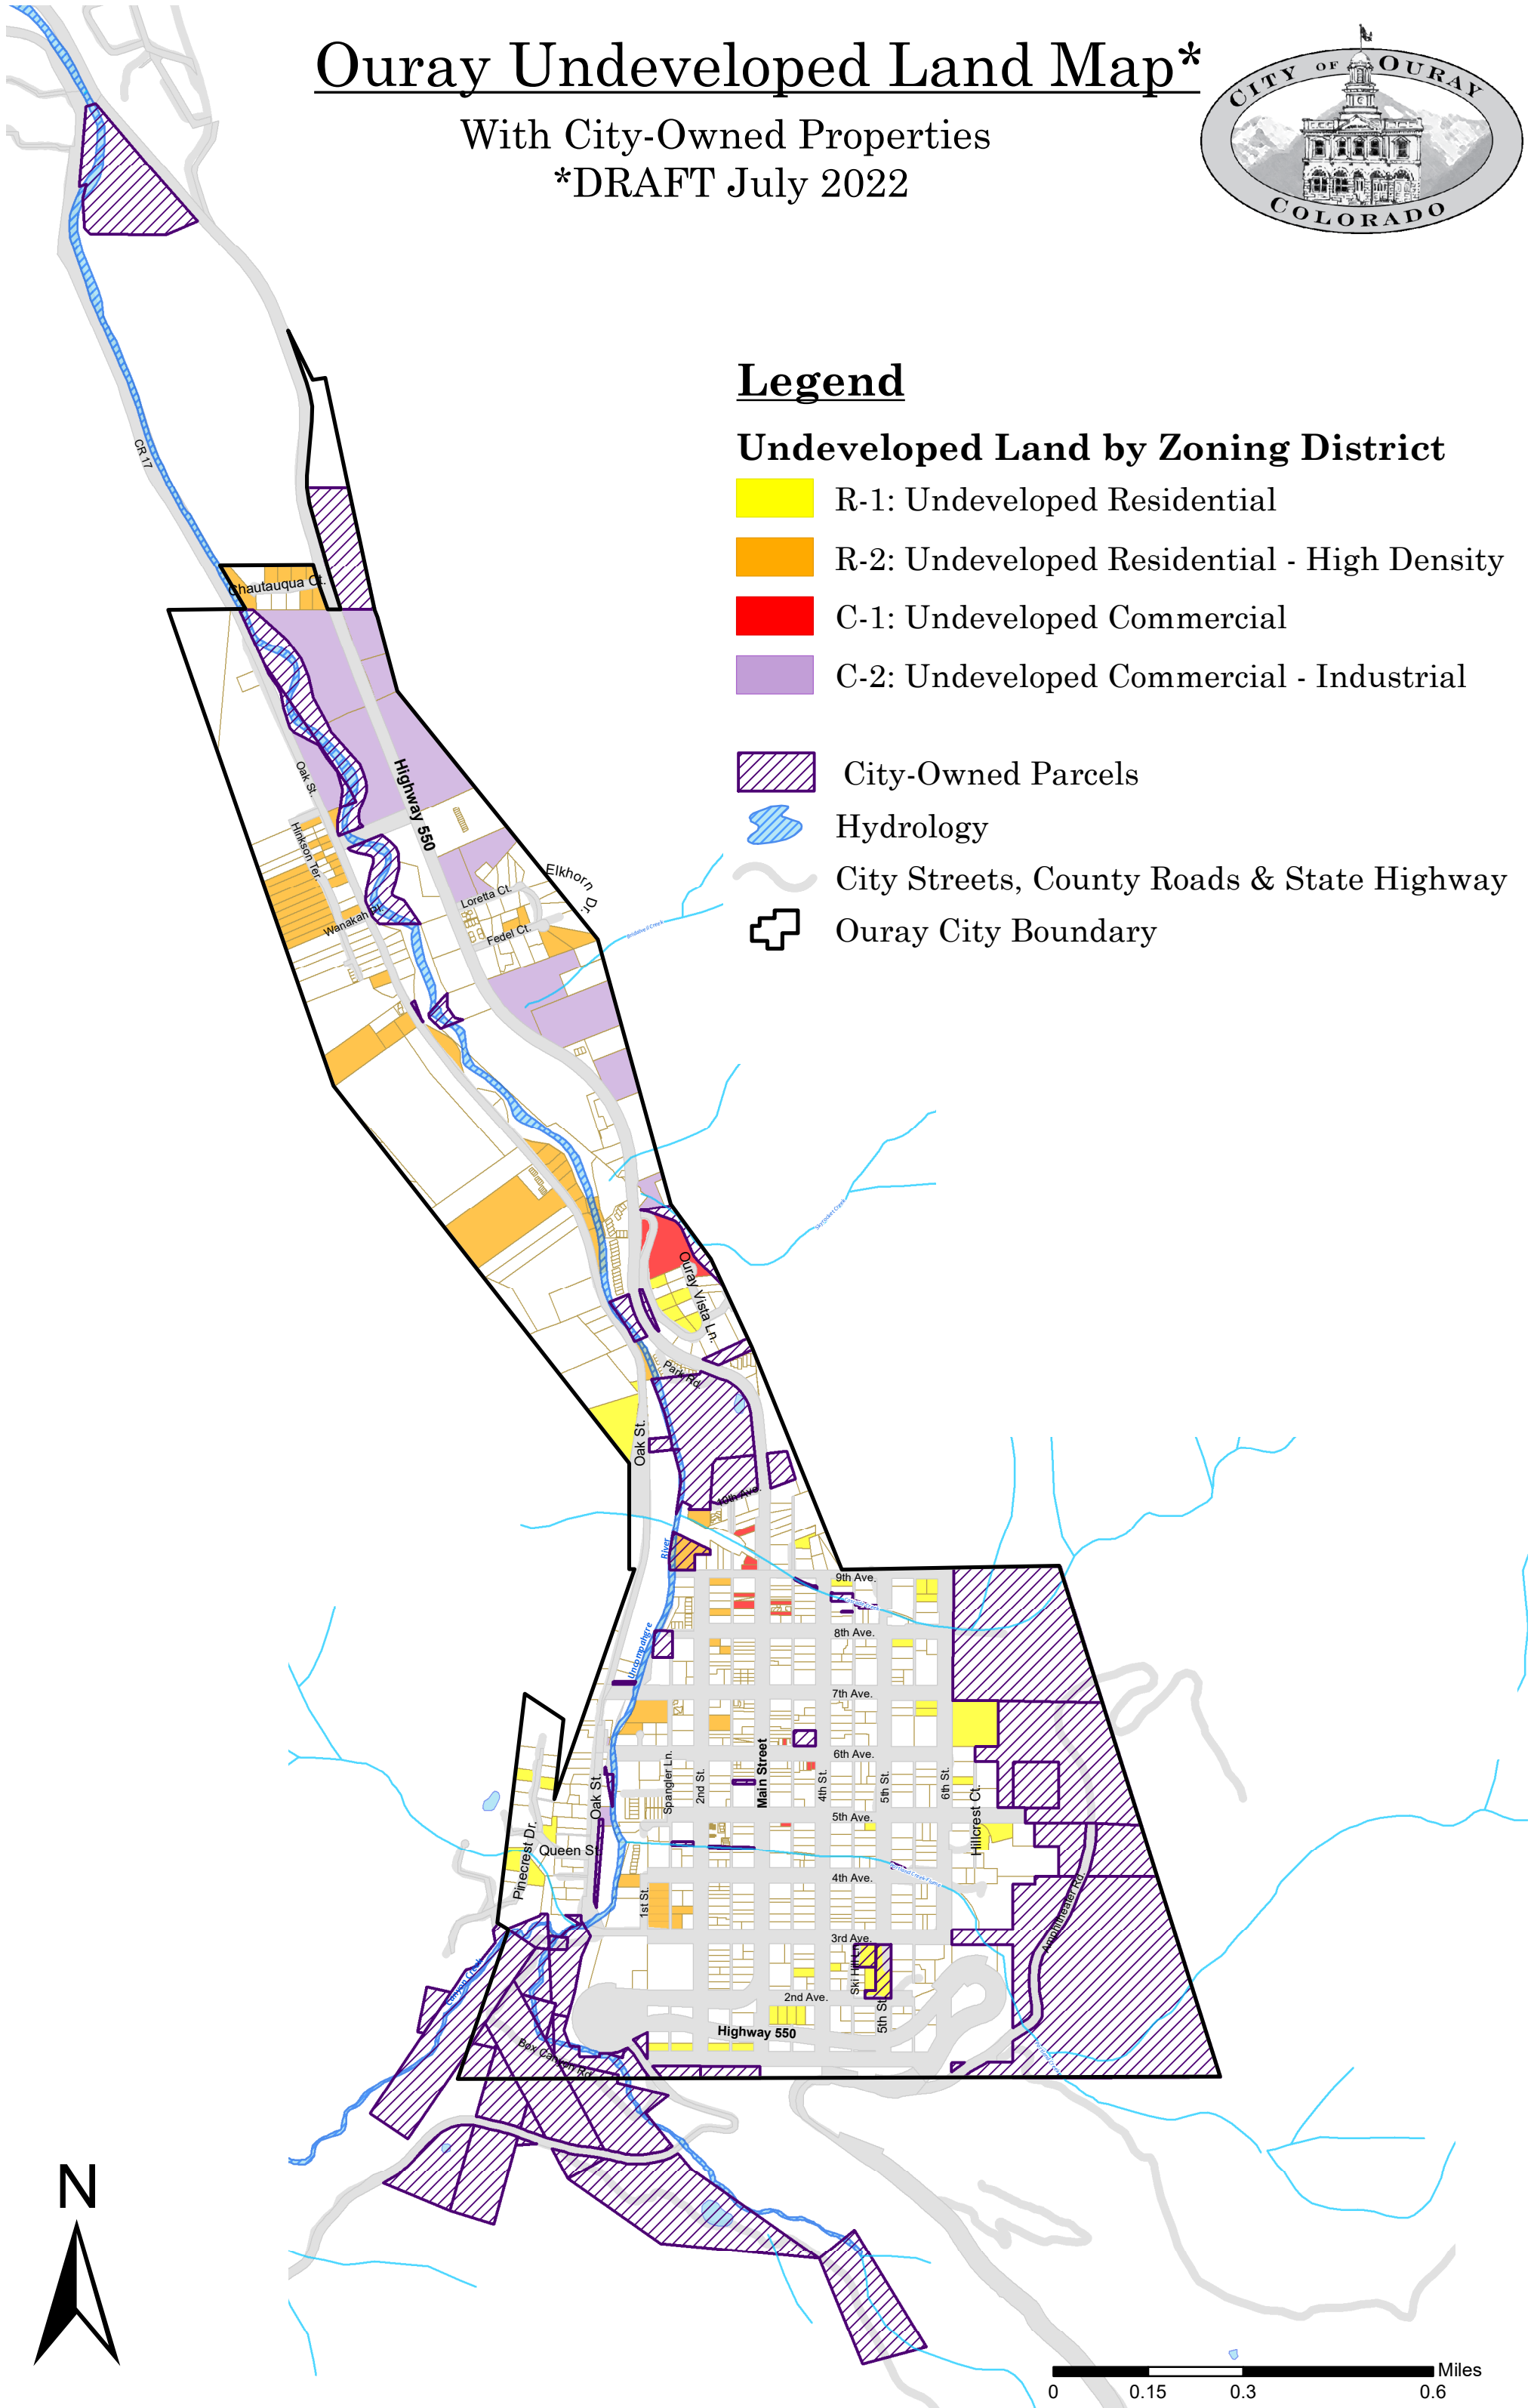 Ouray Undeveloped Land Map*
With City-Owned Properties
*DRAFT July 2022
CITY OF OURAY
COLORADO
Legend
Undeveloped Land by Zoning District
R-1: Undeveloped Residential
R-2: Undeveloped Residential - High Density
C-1: Undeveloped Commercial
C-2: Undeveloped Commercial - Industrial
City-Owned Parcels
Hydrology
City Streets, County Roads & State Highway
Ouray City Boundary
CR 17
Chautauqua Ct.
Oak St.
Highway 550
Hinkson Ter.
Elkhorn Dr.
Loretta Ct.
Wanakah
Fedel Ct.
Ouray Vista Ln.
Park Rd.
Oak St.
10th Ave.
River
9th Ave.
Uncompahgre
8th Ave.
7th Ave.
6th Ave.
Spangler Ln.
2nd St.
Main Street
4th St.
5th St.
6th St.
Oak St.
Hillcrest Ct.
5th Ave.
Pinecrest Dr.
Queen St.
4th Ave.
1st St.
Amphitheater Rd.
3rd Ave.
Ski Hill Ln.
2nd Ave.
5th St.
Highway 550
Canyon Creek
Box Canyon Rd.
N
Miles
0 0.15 0.3 0.6